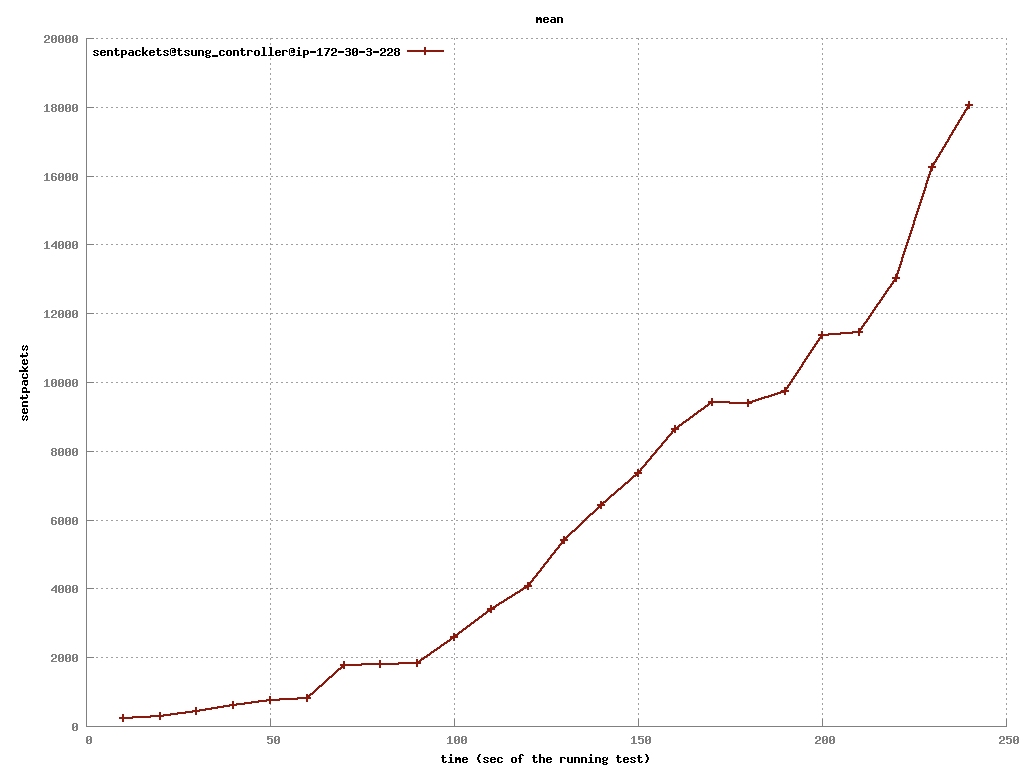 mean
20000
sentpackets@tsung_controller@ip-172-30-3-228
18000
16000
14000
12000
sentpackets
10000
8000
6000
4000
2000
0
0 50 100 150 200 250
time (sec of the running test)